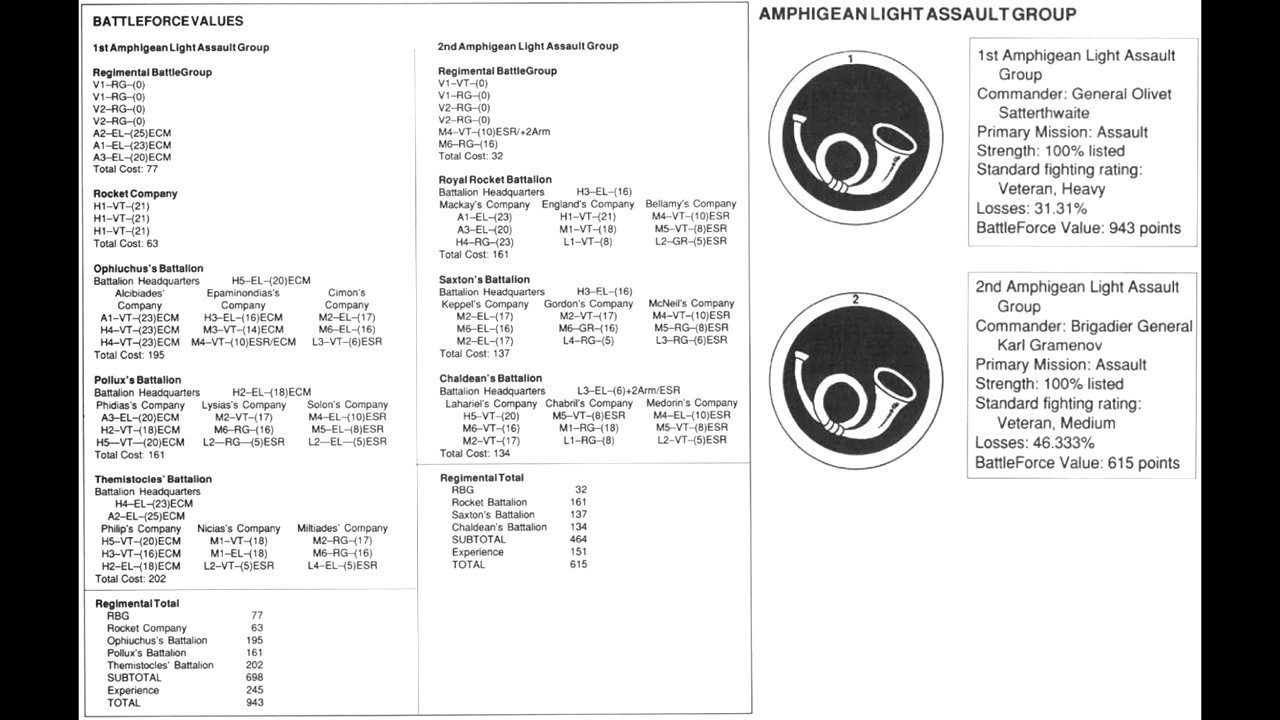 BATTLEFORCE VALUES
1st Amphigean Light Assault Group
Regimental BattleGroup
V1–RG–(0)
V1–RG–(0)
V2–RG–(0)
V2–RG–(0)
A2–EL–(25)ECM
A1–EL–(23)ECM
A3–EL–(20)ECM
Total Cost: 77
Rocket Company
H1–VT–(21)
H1–VT–(21)
H1–VT–(21)
Total Cost: 63
Ophiuchus's Battalion
Battalion Headquarters H5–EL–(20)ECM
Alcibiades' Epaminondias's Cimon's
Company Company Company
A1–VT–(23)ECM H3–EL–(16)ECM M2–EL–(17)
H4–VT–(23)ECM M3–VT–(14)ECM M6–EL–(16)
H4–VT–(23)ECM M4–VT–(10)ESR/ECM L3–VT–(6)ESR
Total Cost: 195
Pollux's Battalion
Battalion Headquarters H2–EL–(18)ECM
Phidias's Company Lysias's Company Solon's Company
A3–EL–(20)ECM M2–VT–(17) M4–EL–(10)ESR
H2–VT–(18)ECM M6–RG–(16) M5–EL–(8)ESR
H5–VT—(20)ECM L2—RG—(5)ESR L2—EL—(5)ESR
Total Cost: 161
Themistocles' Battalion
Battalion Headquarters
H4–EL–(23)ECM
A2–EL–(25)ECM
Philip's Company Nicias's Company Miltiades' Company
H5–VT–(20)ECM M1–VT–(18) M2–RG–(17)
H3–VT–(16)ECM M1–EL–(18) M6–RG–(16)
H2–EL–(18)ECM L2–VT–(5)ESR L4–EL–(5)ESR
Total Cost: 202
Regimental Total
RBG 77
Rocket Company 63
Ophiuchus's Battalion 195
Pollux's Battalion 161
Themistocles' Battalion 202
SUBTOTAL 698
Experience 245
TOTAL 943
2nd Amphigean Light Assault Group
Regimental BattleGroup
V1–VT–(0)
V1–RG–(0)
V2–RG–(0)
V2–RG–(0)
M4–VT–(10)ESR/+2Arm
M6–RG–(16)
Total Cost: 32
Royal Rocket Battalion
Battalion Headquarters H3–EL–(16)
Mackay's Company England's Company Bellamy's Company
A1–EL–(23) H1–VT–(21) M4–VT–(10)ESR
A3–EL–(20) M1–VT–(18) M5–VT–(8)ESR
H4–RG–(23) L1–VT–(8) L2–GR–(5)ESR
Total Cost: 161
Saxton's Battalion
Battalion Headquarters H3–EL–(16)
Keppel's Company Gordon's Company McNeil's Company
M2–EL–(17) M2–VT–(17) M4–VT–(10)ESR
M6–EL–(16) M6–GR–(16) M5–RG–(8)ESR
M2–EL–(17) L4–RG–(5) L3–RG–(6)ESR
Total Cost: 137
Chaldean's Battalion
Battalion Headquarters L3–EL–(6)+2Arm/ESR
Lahariel's Company Chabril's Company Medorin's Company
H5–VT–(20) M5–VT–(8)ESR M4–EL–(10)ESR
M6–VT–(16) M1–RG–(18) M5–VT–(8)ESR
M2–VT–(17) L1–RG–(8) L2–VT–(5)ESR
Total Cost: 134
Regimental Total
RBG 32
Rocket Battalion 161
Saxton's Battalion 137
Chaldean's Battalion 134
SUBTOTAL 464
Experience 151
TOTAL 615
AMPHIGEAN LIGHT ASSAULT GROUP
1
1st Amphigean Light Assault
Group
Commander: General Olivet
Satterthwaite
Primary Mission: Assault
Strength: 100% listed
Standard fighting rating:
Veteran, Heavy
Losses: 31.31%
BattleForce Value: 943 points
2
2nd Amphigean Light Assault
Group
Commander: Brigadier General
Karl Gramenov
Primary Mission: Assault
Strength: 100% listed
Standard fighting rating:
Veteran, Medium
Losses: 46.333%
BattleForce Value: 615 points